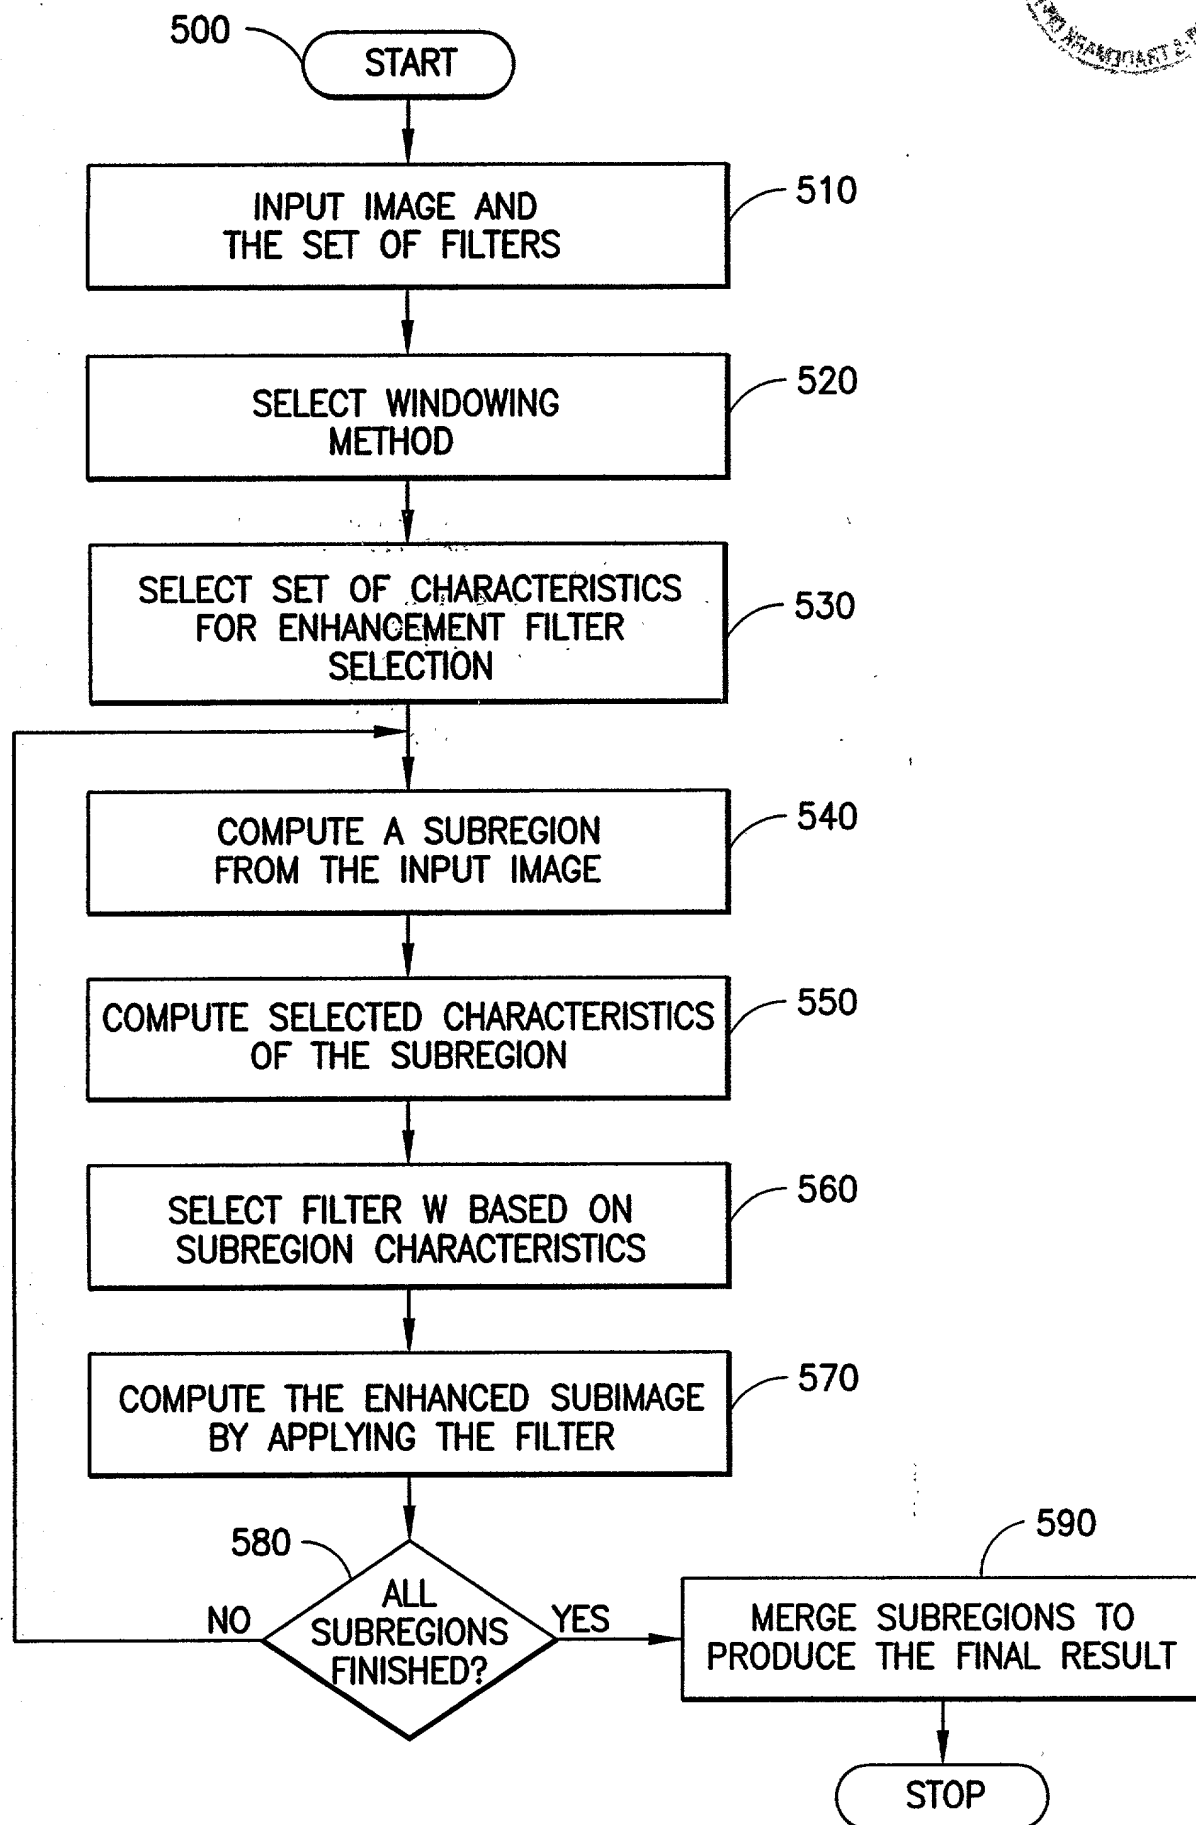 500
START
510
INPUT IMAGE AND
THE SET OF FILTERS
520
SELECT WINDOWING
METHOD
530
SELECT SET OF CHARACTERISTICS
FOR ENHANCEMENT FILTER
SELECTION
540
COMPUTE A SUBREGION
FROM THE INPUT IMAGE
550
COMPUTE SELECTED CHARACTERISTICS
OF THE SUBREGION
560
SELECT FILTER W BASED ON
SUBREGION CHARACTERISTICS
570
COMPUTE THE ENHANCED SUBIMAGE
BY APPLYING THE FILTER
580
ALL
SUBREGIONS
FINISHED?
NO
YES
590
MERGE SUBREGIONS TO
PRODUCE THE FINAL RESULT
STOP